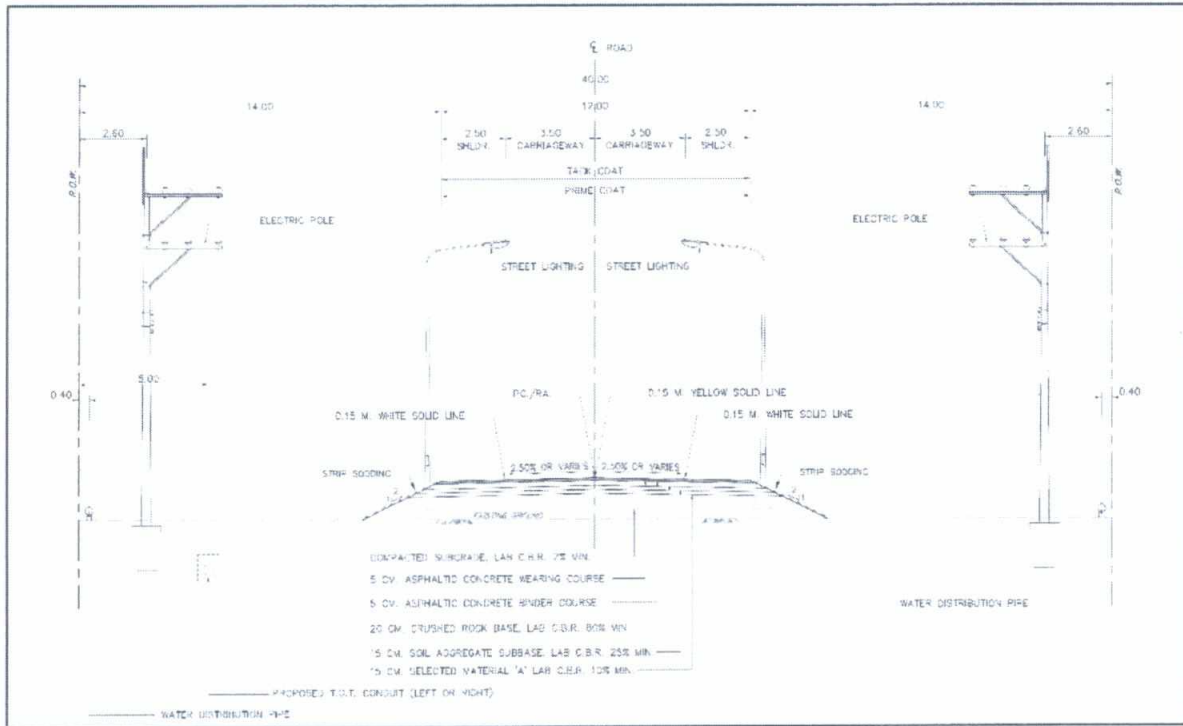 ℄ ROAD
40.00
14.00 12.00 14.00
2.60 2.50 3.50 3.50 2.50 2.60
SHLDR. CARRIAGEWAY CARRIAGEWAY SHLDR.
TACK COAT
PRIME COAT
R.O.W. R.O.W.
ELECTRIC POLE ELECTRIC POLE
STREET LIGHTING STREET LIGHTING
5.00
0.40 0.40
P.C./R.A. 0.15 M. YELLOW SOLID LINE
0.15 M. WHITE SOLID LINE 0.15 M. WHITE SOLID LINE
2.50% OR VARIES 2.50% OR VARIES
STRIP SODDING STRIP SODDING
EXISTING GROUND
COMPACTED SUBGRADE, LAB C.B.R. 2% MIN.
5 CM. ASPHALTIC CONCRETE WEARING COURSE
5 CM. ASPHALTIC CONCRETE BINDER COURSE
WATER DISTRIBUTION PIPE
20 CM. CRUSHED ROCK BASE, LAB C.B.R. 80% MIN
15 CM. SOIL AGGREGATE SUBBASE, LAB C.B.R. 25% MIN
15 CM. SELECTED MATERIAL 'A' LAB C.B.R. 10% MIN.
PROPOSED T.O.T. CONDUIT (LEFT OR RIGHT)
WATER DISTRIBUTION PIPE